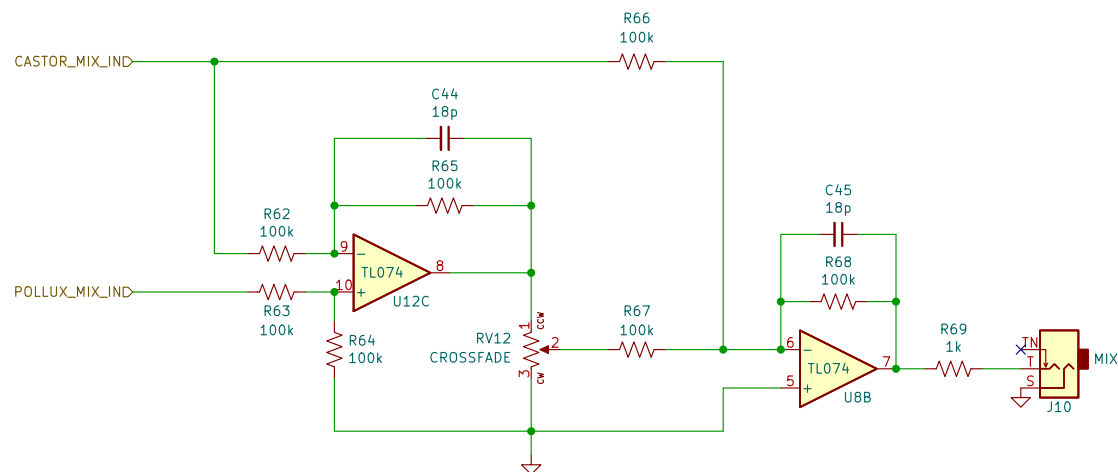 R66
100k
CASTOR_MIX_IN
C44
18p
R65
100k
C45
18p
R62
100k
9
8
TL074
10
U12C
R68
100k
POLLUX_MIX_IN
R63
100k
R64
100k
1
CCW
RV12
CROSSFADE
2
3
CW
R67
100k
6
7
TL074
5
U8B
R69
1k
TN
T
S
MIX
J10